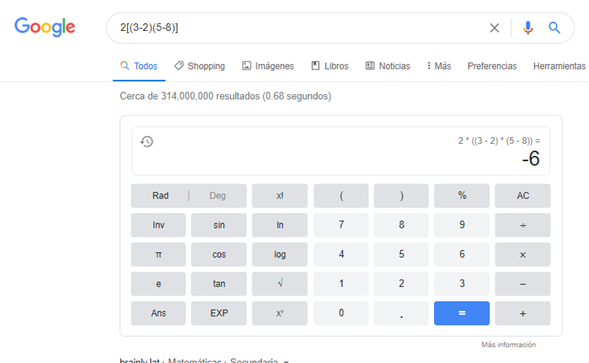 Google 2[(3-2)(5-8)]
Todos Shopping Imágenes Libros Noticias Más Preferencias Herramientas
Cerca de 314,000,000 resultados (0.68 segundos)
2 * ((3 - 2) * (5 - 8)) =
-6
Rad | Deg x! ( ) % AC
Inv sin ln 7 8 9 ÷
π cos log 4 5 6 ×
e tan √ 1 2 3 −
Ans EXP xʸ 0 . = +
Más información
brainly.lat › Matemáticas › Secundaria